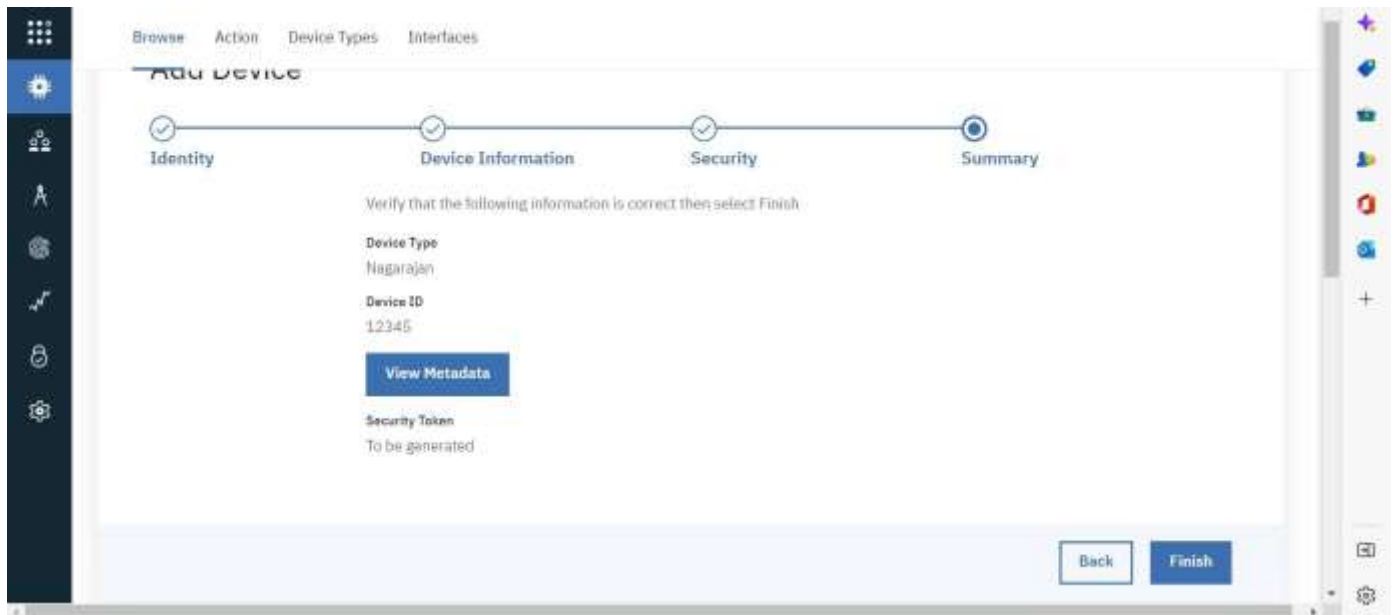 Browse Action Device Types Interfaces
Add Device
Identity Device Information Security Summary
Verify that the following information is correct then select Finish
Device Type
Nagarajan
Device ID
12345
View Metadata
Security Token
To be generated
Back Finish